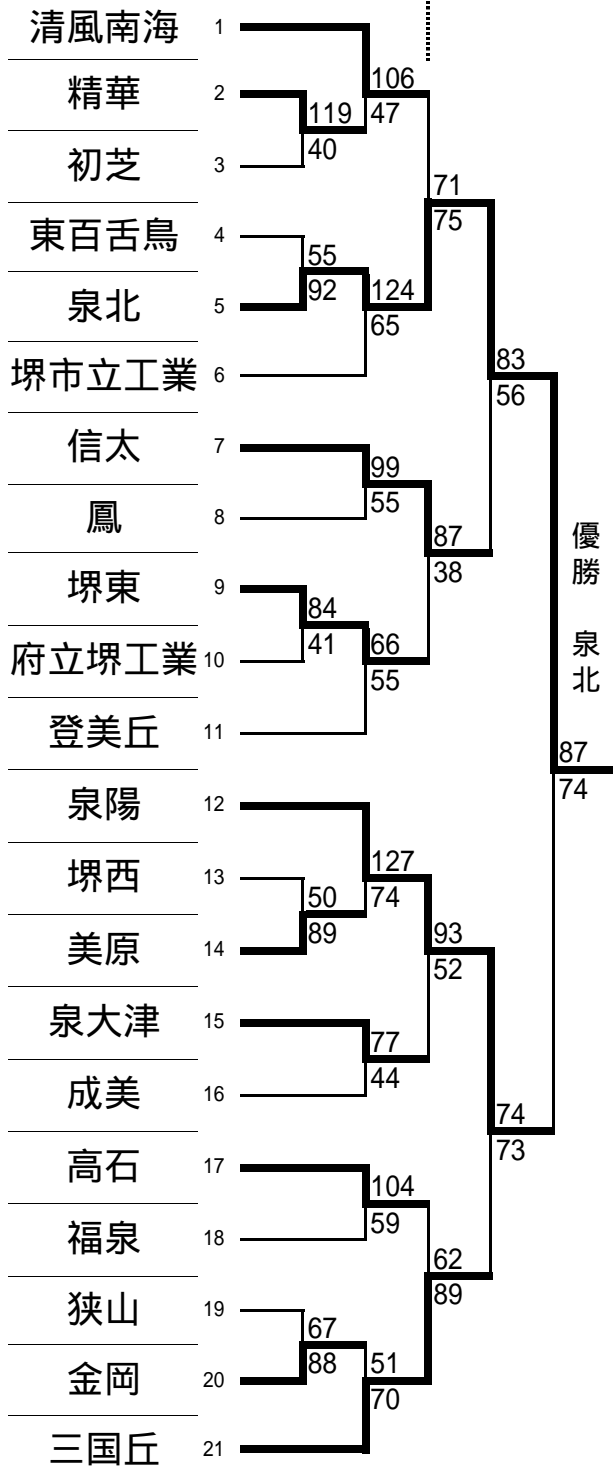 清風南海 1
精華 2
初芝 3
東百舌鳥 4
泉北 5
堺市立工業 6
信太 7
鳳 8
堺東 9
府立堺工業 10
登美丘 11
泉陽 12
堺西 13
美原 14
泉大津 15
成美 16
高石 17
福泉 18
狭山 19
金岡 20
三国丘 21
119
40
55
92
84
41
50
89
67
88
106
47
124
65
99
55
66
55
127
74
77
44
104
59
51
70
71
75
87
38
93
52
62
89
83
56
74
73
87
74
優勝 泉北